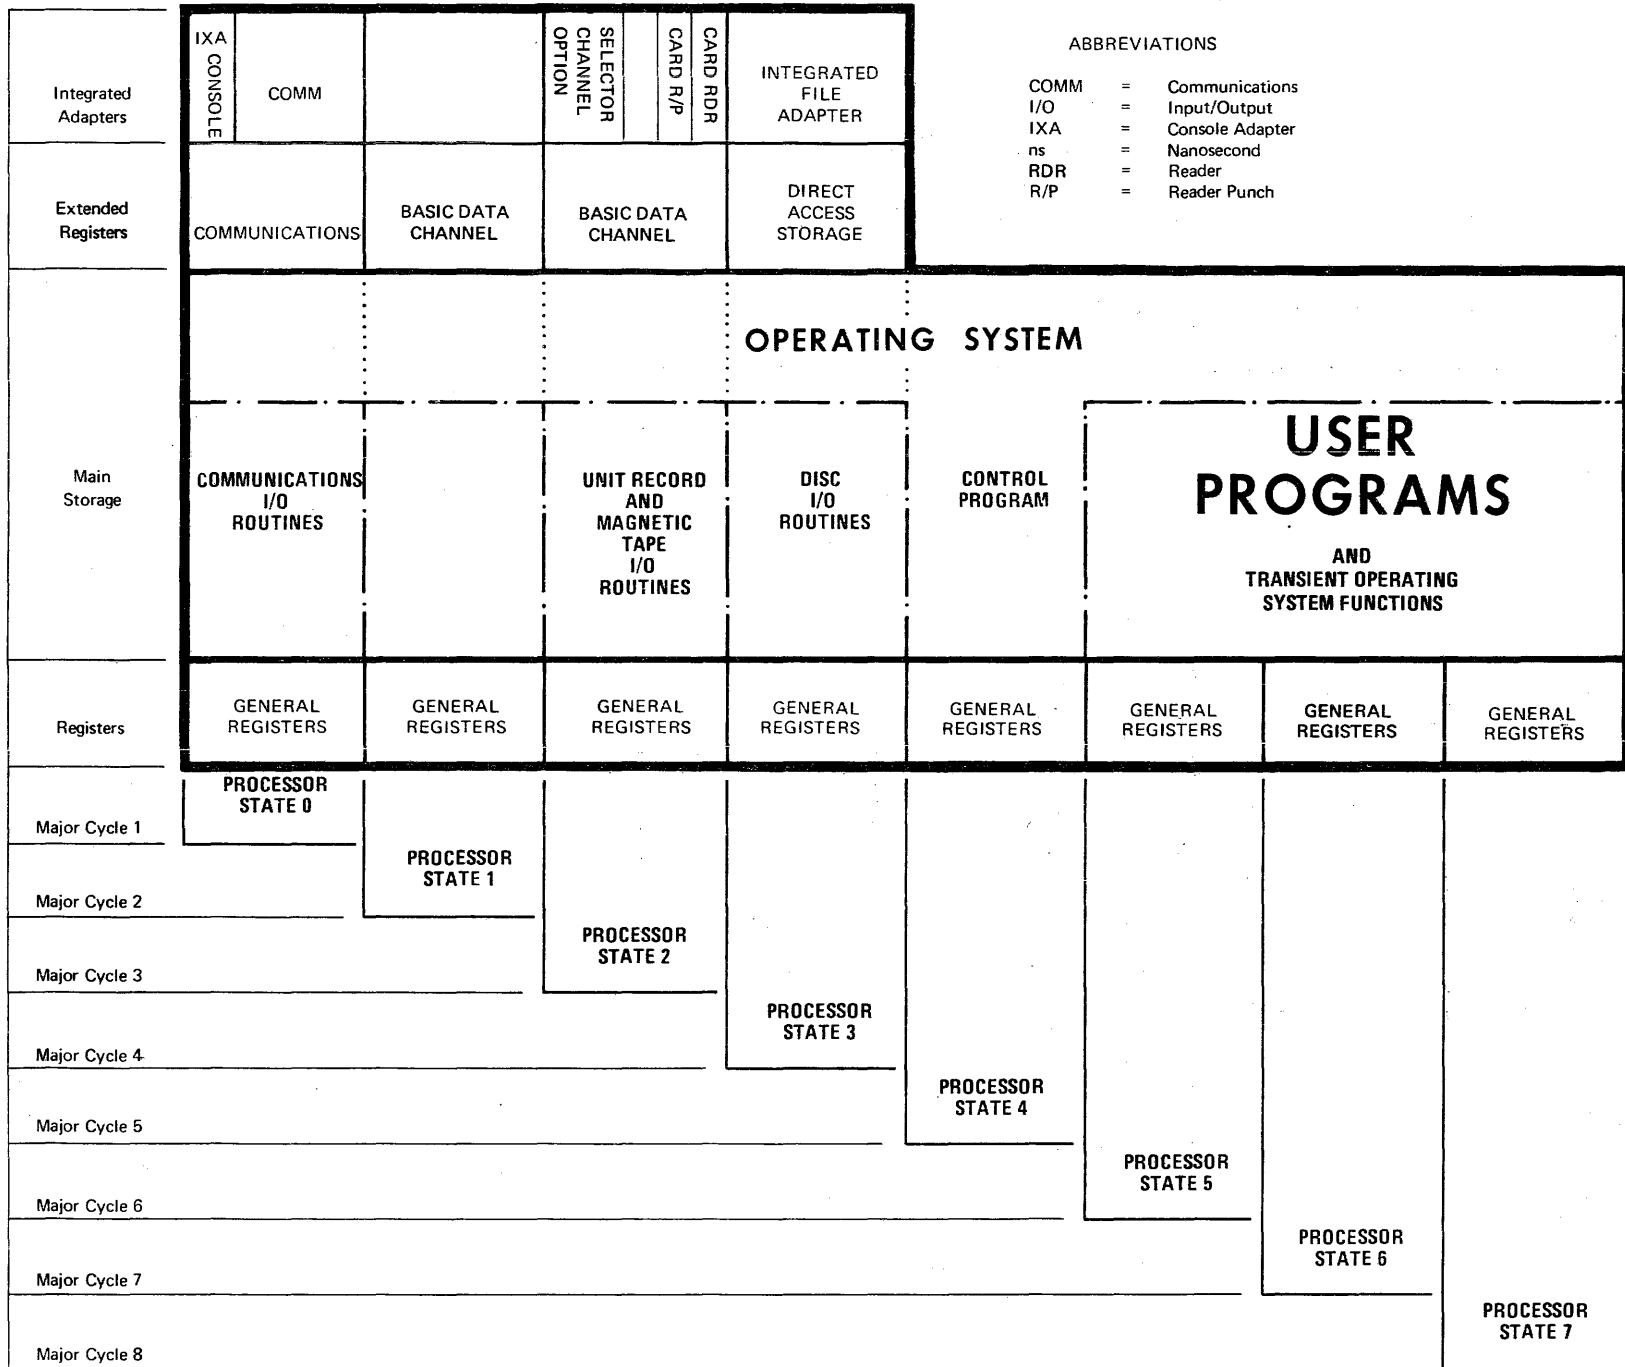 IXA CONSOLE
COMM
SELECTOR
CHANNEL
OPTION
CARD R/P
CARD RDR
INTEGRATED
FILE
ADAPTER
Integrated
Adapters
ABBREVIATIONS
COMM = Communications
I/O = Input/Output
IXA = Console Adapter
ns = Nanosecond
RDR = Reader
R/P = Reader Punch
Extended
Registers
COMMUNICATIONS
BASIC DATA
CHANNEL
BASIC DATA
CHANNEL
DIRECT
ACCESS
STORAGE
OPERATING SYSTEM
Main
Storage
COMMUNICATIONS
I/O
ROUTINES
UNIT RECORD
AND
MAGNETIC
TAPE
I/O
ROUTINES
DISC
I/O
ROUTINES
CONTROL
PROGRAM
USER
PROGRAMS
AND
TRANSIENT OPERATING
SYSTEM FUNCTIONS
Registers
GENERAL
REGISTERS
GENERAL
REGISTERS
GENERAL
REGISTERS
GENERAL
REGISTERS
GENERAL
REGISTERS
GENERAL
REGISTERS
GENERAL
REGISTERS
GENERAL
REGISTERS
PROCESSOR
STATE 0
Major Cycle 1
PROCESSOR
STATE 1
Major Cycle 2
PROCESSOR
STATE 2
Major Cycle 3
PROCESSOR
STATE 3
Major Cycle 4
PROCESSOR
STATE 4
Major Cycle 5
PROCESSOR
STATE 5
Major Cycle 6
PROCESSOR
STATE 6
Major Cycle 7
PROCESSOR
STATE 7
Major Cycle 8